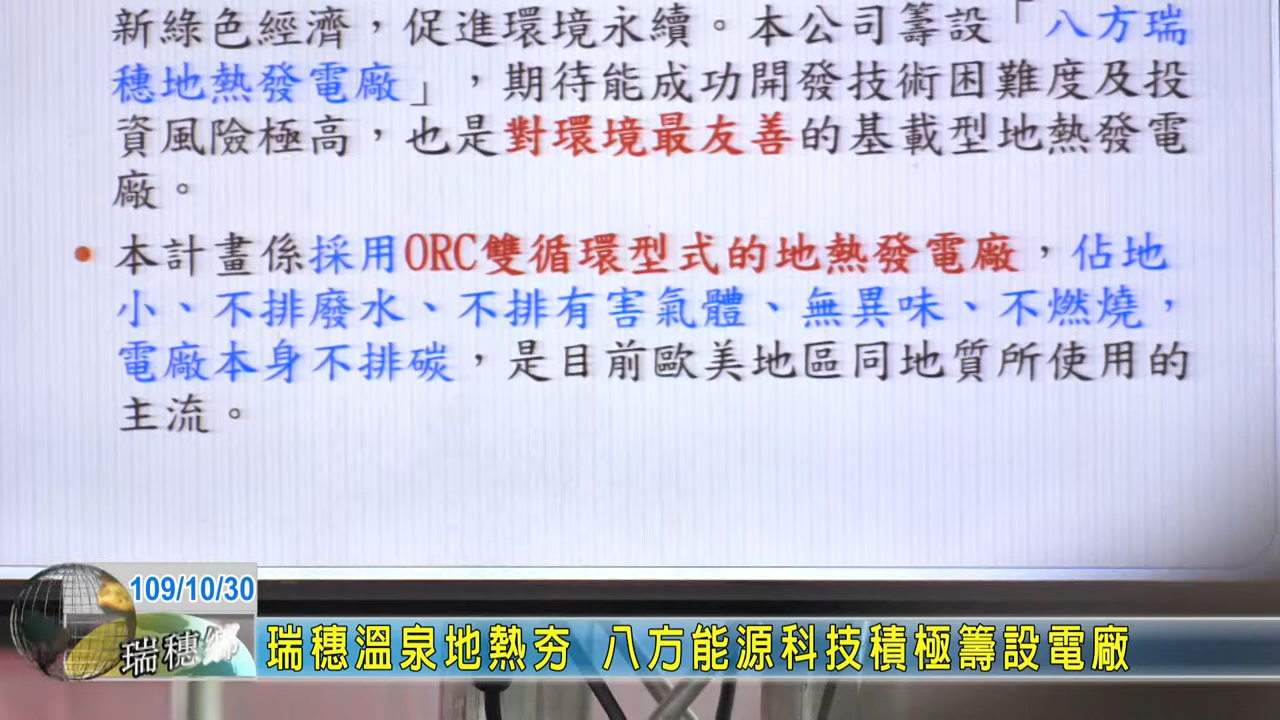 新綠色經濟，促進環境永續。本公司籌設「八方瑞
穗地熱發電廠」，期待能成功開發技術困難度及投
資風險極高，也是對環境最友善的基載型地熱發電
廠。
• 本計畫係採用ORC雙循環型式的地熱發電廠，佔地
小、不排廢水、不排有害氣體、無異味、不燃燒，
電廠本身不排碳，是目前歐美地區同地質所使用的
主流。
109/10/30
瑞穗鄉
瑞穗溫泉地熱夯 八方能源科技積極籌設電廠